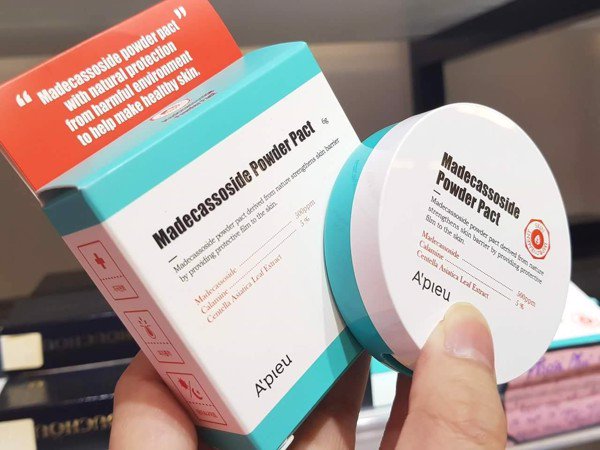 “ Madecassoside powder pact ”
with natural protection
from harmful environment
to help make healthy skin.
Madecassoside Powder Pact 6g
Madecassoside powder pact derived from nature strengthens skin barrier
by providing protective film to the skin.
Madecassoside 500ppm
Calamine 5 %
Centella Asiatica Leaf Extract
A'pieu
Madecassoside
Powder Pact
Madecassoside powder pact derived from nature
strengthens skin barrier by providing protective
film to the skin.
Madecassoside 500ppm
Calamine 5 %
Centella Asiatica Leaf Extract
A'pieu